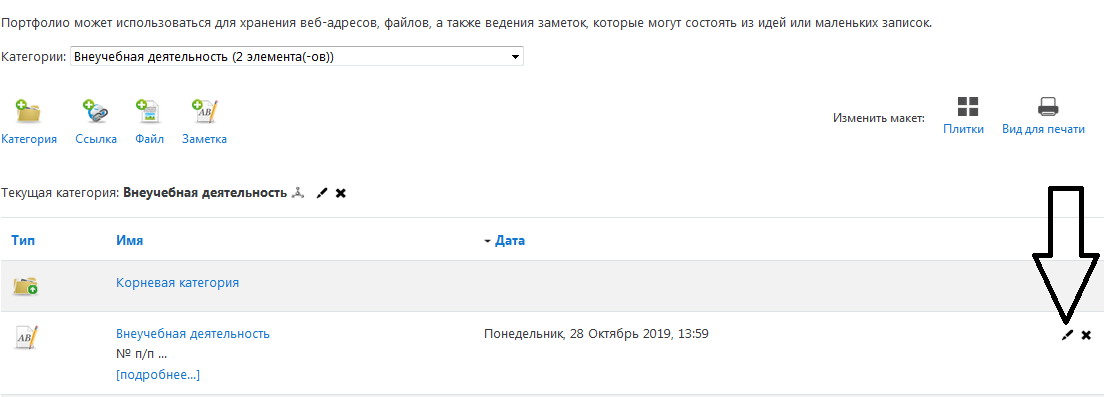 Портфолио может использоваться для хранения веб-адресов, файлов, а также ведения заметок, которые могут состоять из идей или маленьких записок.
Категории: Внеучебная деятельность (2 элемента(-ов))
Категория Ссылка Файл Заметка
Изменить макет: Плитки Вид для печати
Текущая категория: Внеучебная деятельность
Тип Имя Дата
Корневая категория
Внеучебная деятельность Понедельник, 28 Октябрь 2019, 13:59
№ п/п ...
[подробнее...]